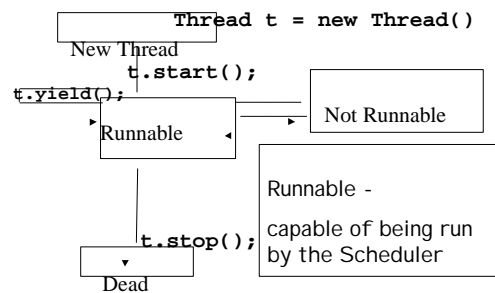 Thread t = new Thread()
New Thread
t.start();
t.yield();
Runnable
Not Runnable
Runnable -
capable of being run
by the Scheduler
t.stop();
Dead